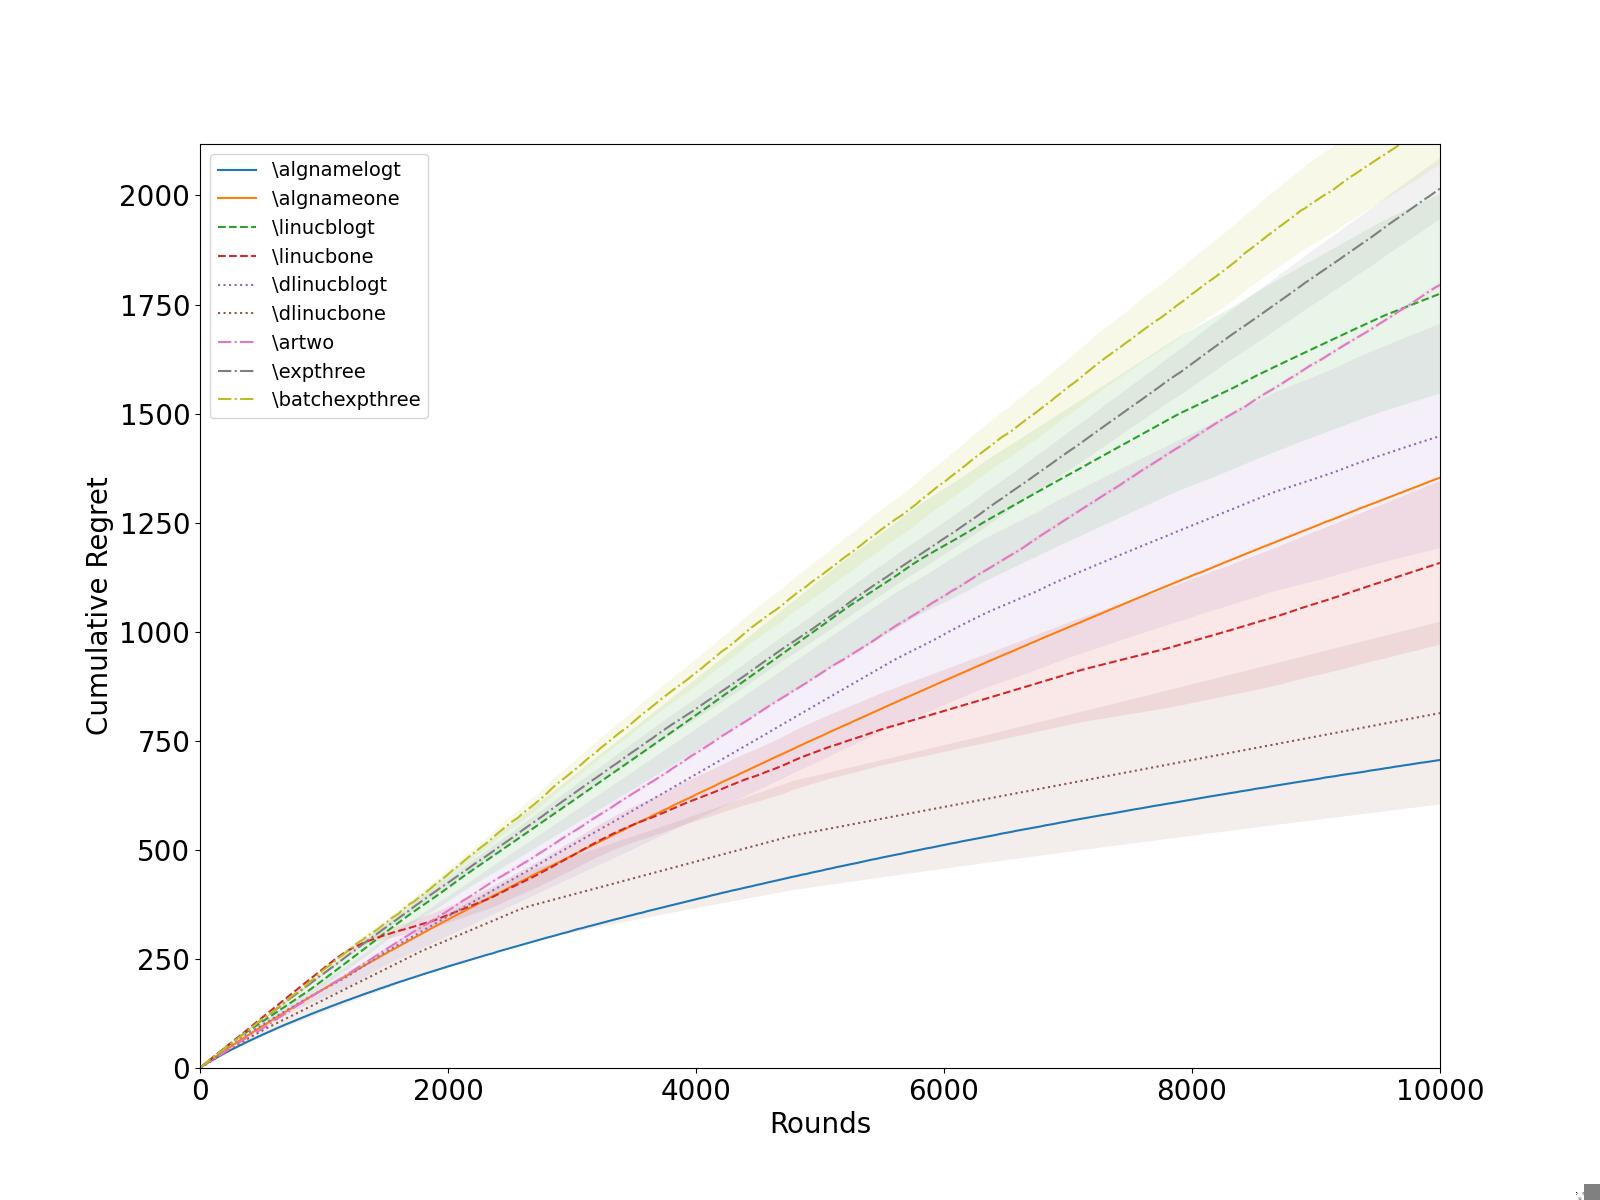 \algnamelogt
\algnameone
\linucblogt
\linucbone
\dlinucblogt
\dlinucbone
\artwo
\expthree
\batchexpthree
2000
1750
1500
1250
1000
750
500
250
0
Cumulative Regret
0 2000 4000 6000 8000 10000
Rounds